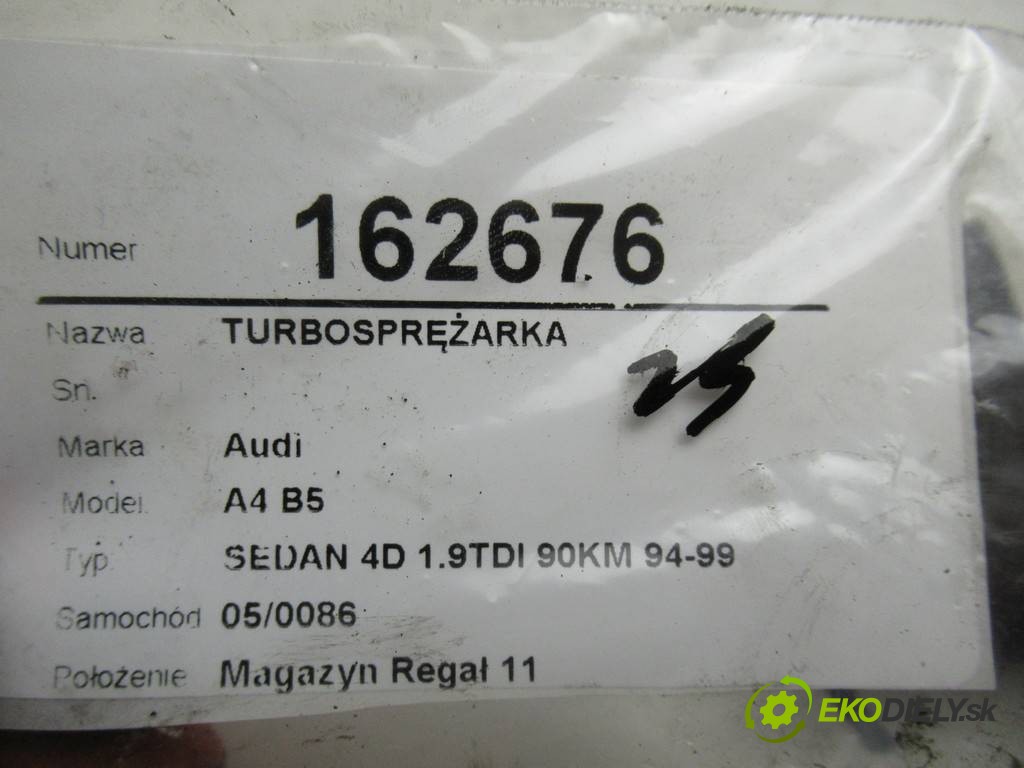 Numer 162676
Nazwa TURBOSPRĘŻARKA
Sn.
25
Marka Audi
Model A4 B5
Typ SEDAN 4D 1.9TDI 90KM 94-99
Samochód 05/0086
Położenie Magazyn Regał 11
EKODIELY.sk